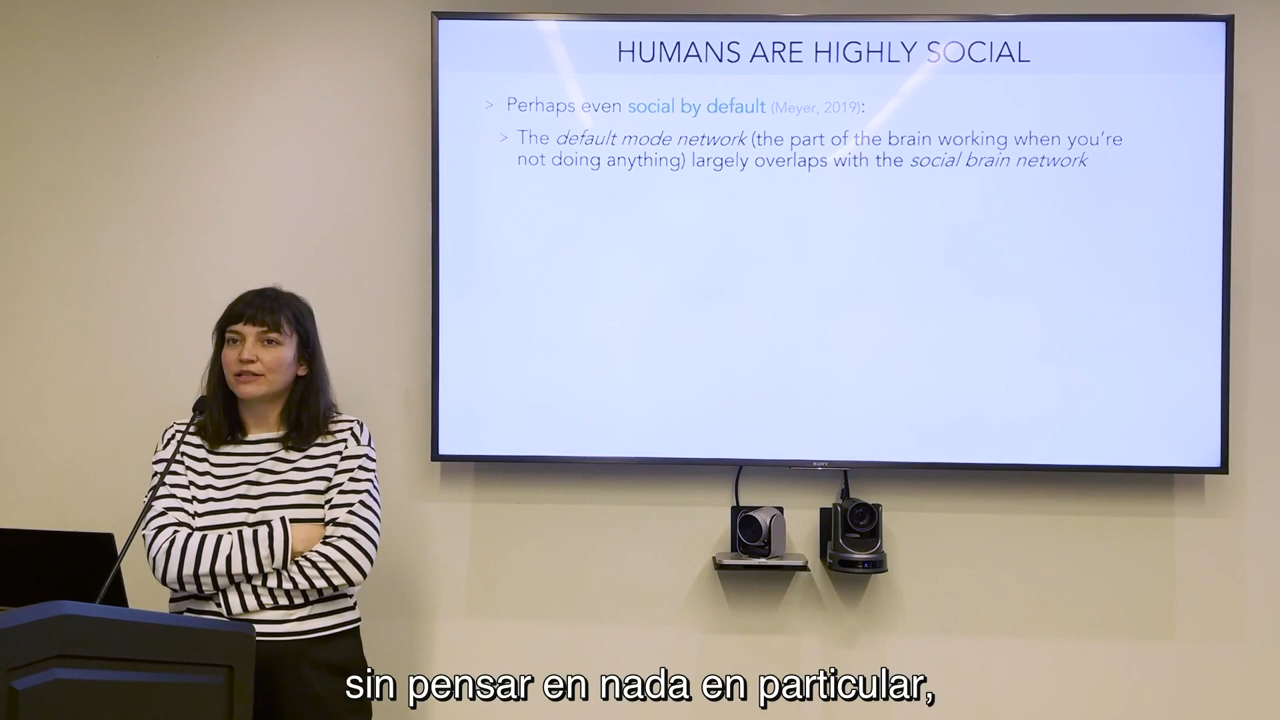 HUMANS ARE HIGHLY SOCIAL
> Perhaps even social by default (Meyer, 2019):
> The default mode network (the part of the brain working when you're
not doing anything) largely overlaps with the social brain network
SONY
sin pensar en nada en particular,